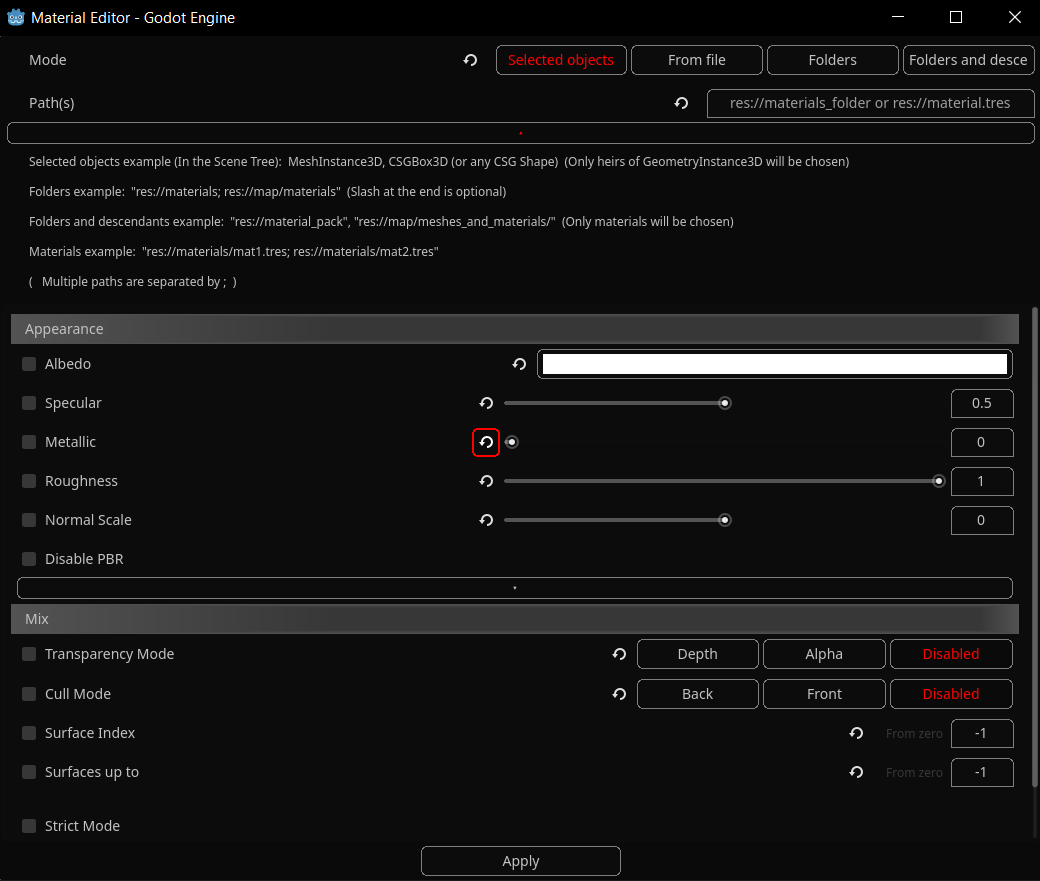 Material Editor - Godot Engine
Mode Selected objects From file Folders Folders and desce
Path(s) res://materials_folder or res://material.tres
Selected objects example (In the Scene Tree): MeshInstance3D, CSGBox3D (or any CSG Shape) (Only heirs of GeometryInstance3D will be chosen)
Folders example: "res://materials; res://map/materials" (Slash at the end is optional)
Folders and descendants example: "res://material_pack", "res://map/meshes_and_materials/" (Only materials will be chosen)
Materials example: "res://materials/mat1.tres; res://materials/mat2.tres"
( Multiple paths are separated by ; )
Appearance
Albedo
Specular 0.5
Metallic 0
Roughness 1
Normal Scale 0
Disable PBR
Mix
Transparency Mode Depth Alpha Disabled
Cull Mode Back Front Disabled
Surface Index From zero -1
Surfaces up to From zero -1
Strict Mode
Apply